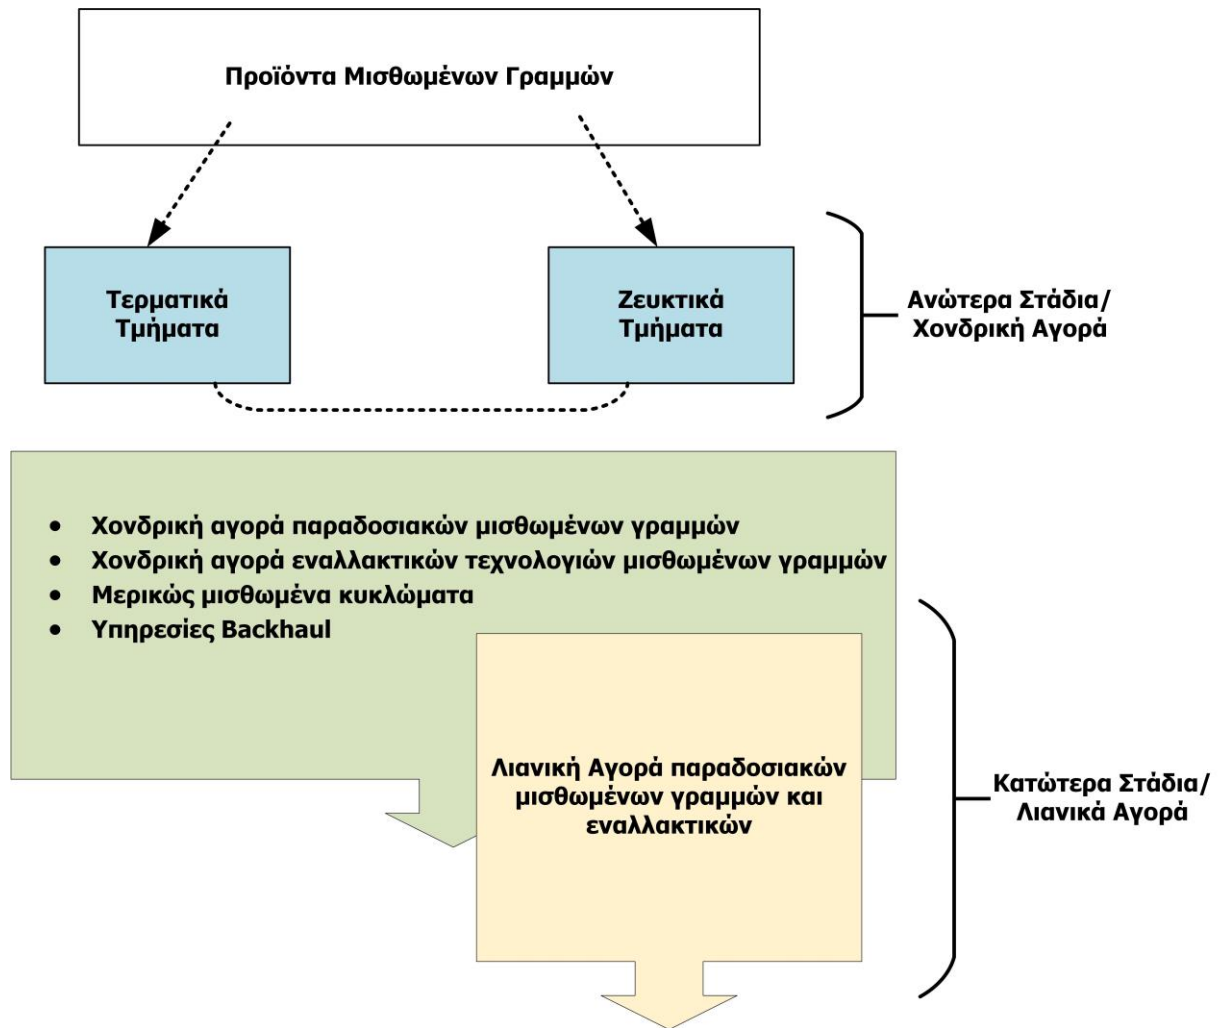 Προϊόντα Μισθωμένων Γραμμών
Τερματικά
Τμήματα
Ζευκτικά
Τμήματα
Ανώτερα Στάδια/
Χονδρική Αγορά
• Χονδρική αγορά παραδοσιακών μισθωμένων γραμμών
• Χονδρική αγορά εναλλακτικών τεχνολογιών μισθωμένων γραμμών
• Μερικώς μισθωμένα κυκλώματα
• Υπηρεσίες Backhaul
Λιανική Αγορά παραδοσιακών
μισθωμένων γραμμών και
εναλλακτικών
Κατώτερα Στάδια/
Λιανικά Αγορά